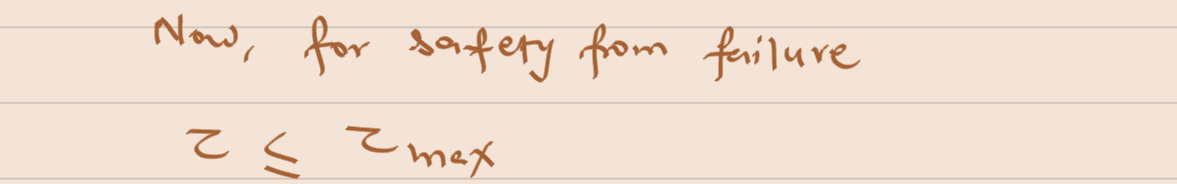 Now, for safety from failure
τ ≤ τmax